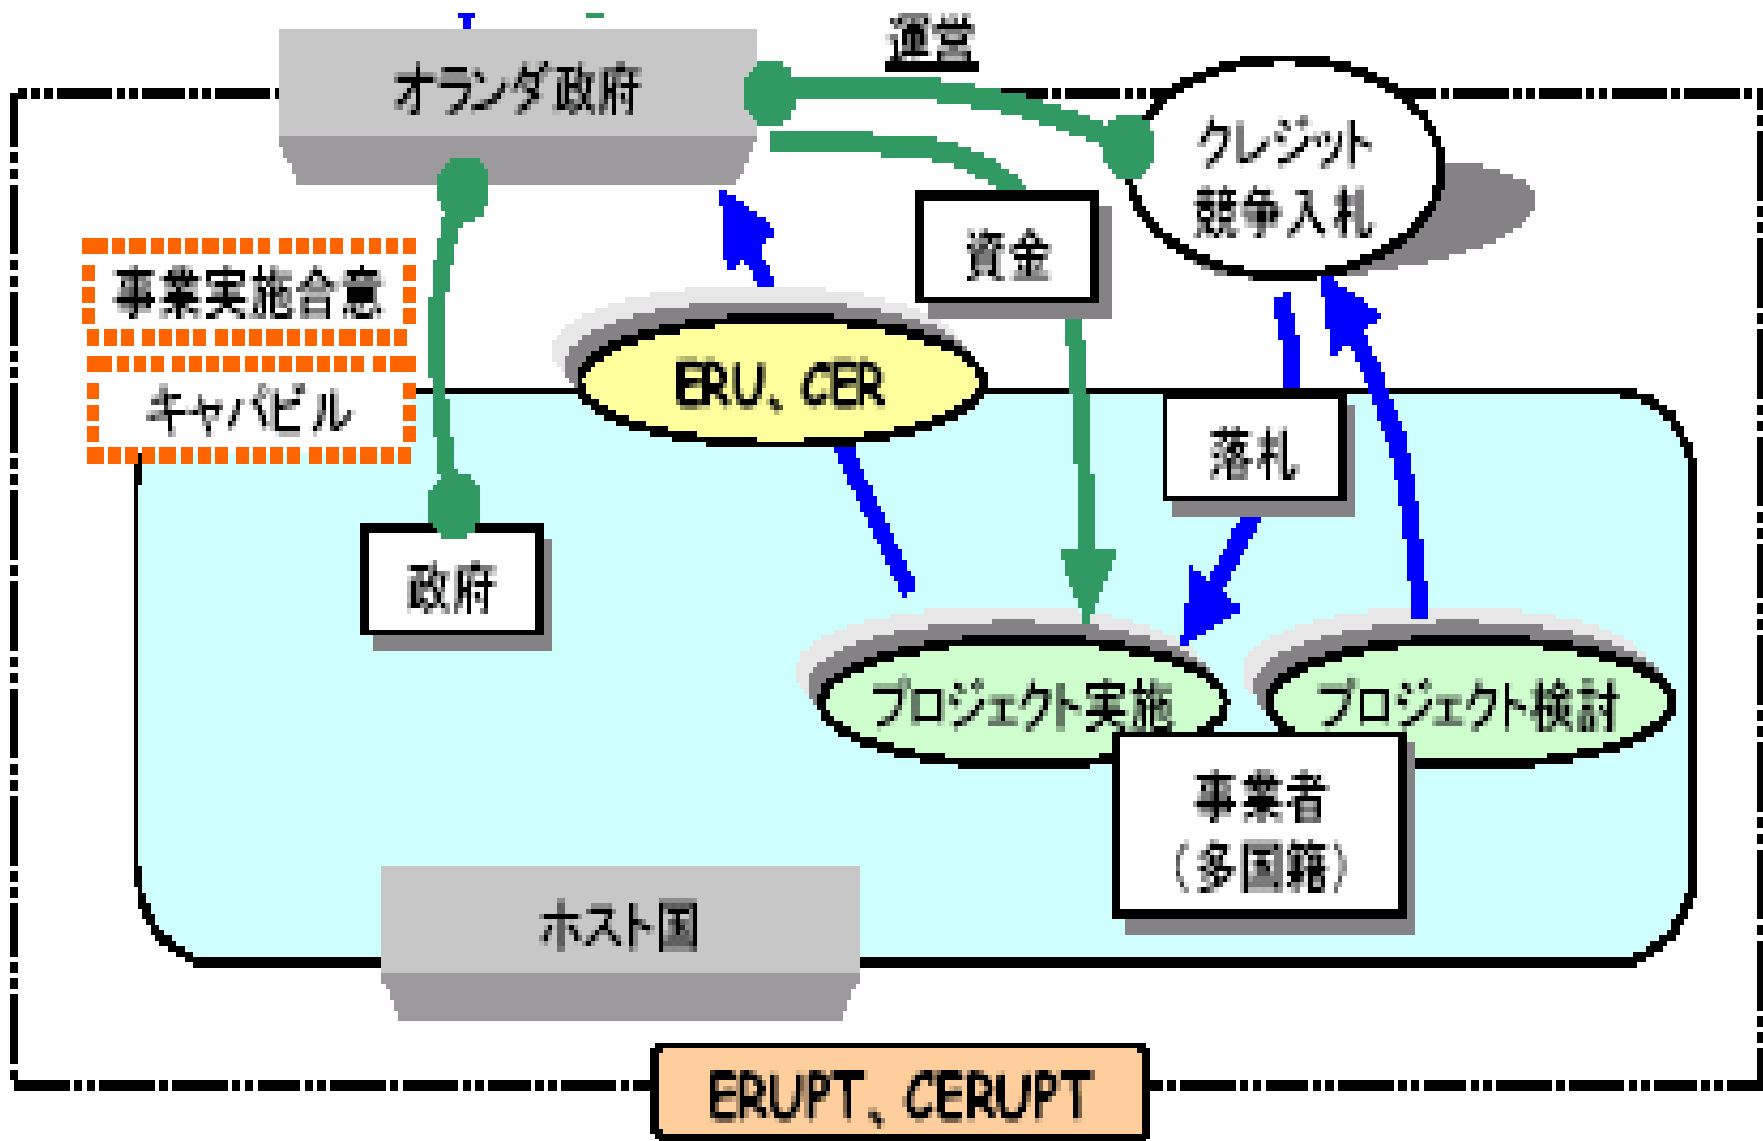 運営
オランダ政府
クレジット
競争入札
資金
事業実施合意
キャパビル
ERU、CER
落札
政府
プロジェクト実施
プロジェクト検討
事業者
（多国籍）
ホスト国
ERUPT、CERUPT